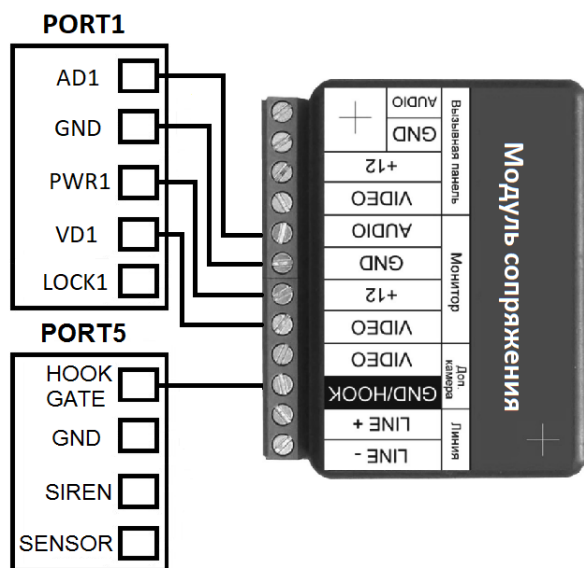 PORT1
AD1
GND
PWR1
VD1
LOCK1
PORT5
HOOK
GATE
GND
SIREN
SENSOR
AUDIO
GND
+12
VIDEO
Вызывная панель
AUDIO
GND
+12
VIDEO
Монитор
VIDEO
GND/HOOK
Доп.
камера
LINE +
LINE -
Линия
Модуль сопряжения